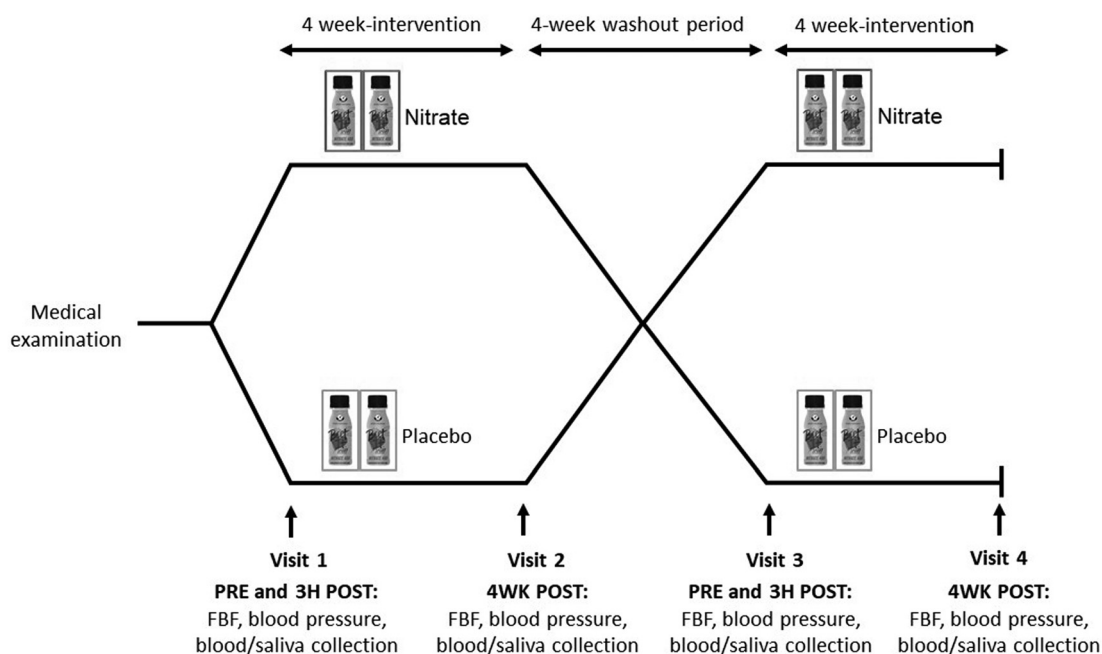 4 week-intervention
4-week washout period
4 week-intervention
Nitrate
Nitrate
Medical
examination
Placebo
Placebo
Visit 1
PRE and 3H POST:
FBF, blood pressure,
blood/saliva collection
Visit 2
4WK POST:
FBF, blood pressure,
blood/saliva collection
Visit 3
PRE and 3H POST:
FBF, blood pressure,
blood/saliva collection
Visit 4
4WK POST:
FBF, blood pressure,
blood/saliva collection